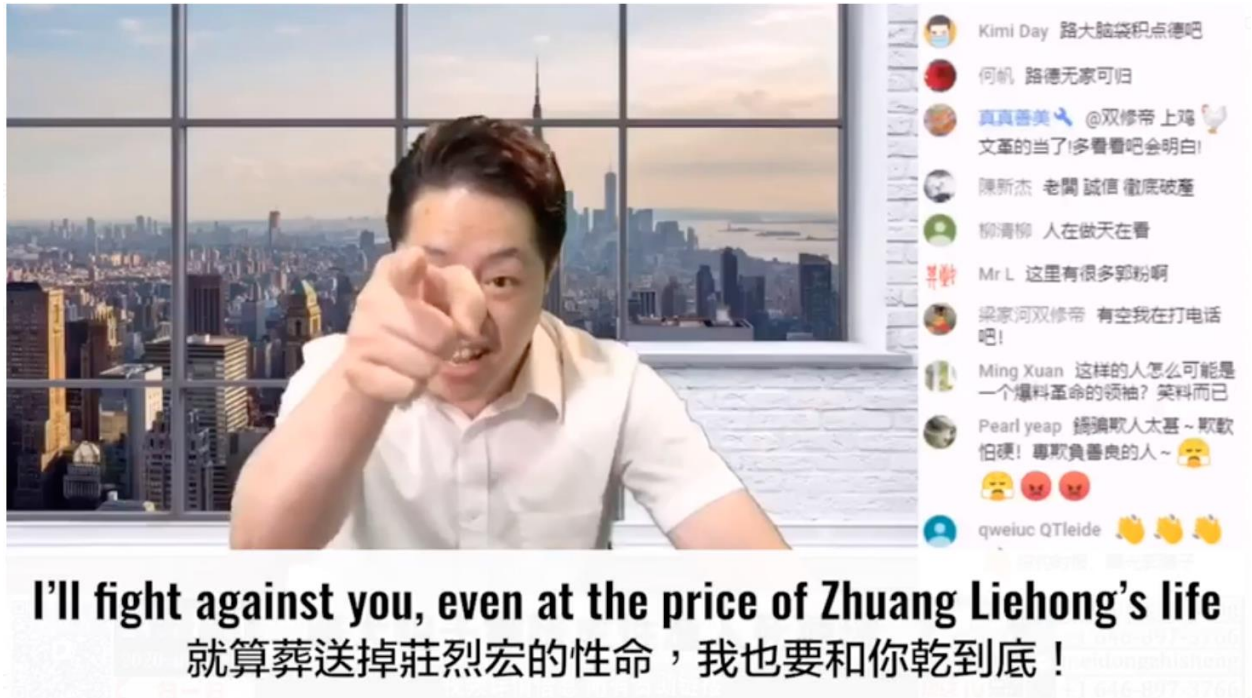 Kimi Day 路大脑袋积点德吧
何帆 路德无家可归
真真善美 @双修帝 上鸡
文革的当了!多看看吧会明白!
陳新杰 老闆 誠信 徹底破產
柳清柳 人在做天在看
Mr L 这里有很多郭粉啊
梁家河双修帝 有空我在打电话
吧!
Ming Xuan 这样的人怎么可能是
一个爆料革命的领袖? 笑料而已
Pearl yeap 鍋騙欺人太甚~欺軟
怕硬! 專欺負善良的人~
qweiuc QTleide
I'll fight against you, even at the price of Zhuang Liehong's life
就算葬送掉莊烈宏的性命，我也要和你乾到底！